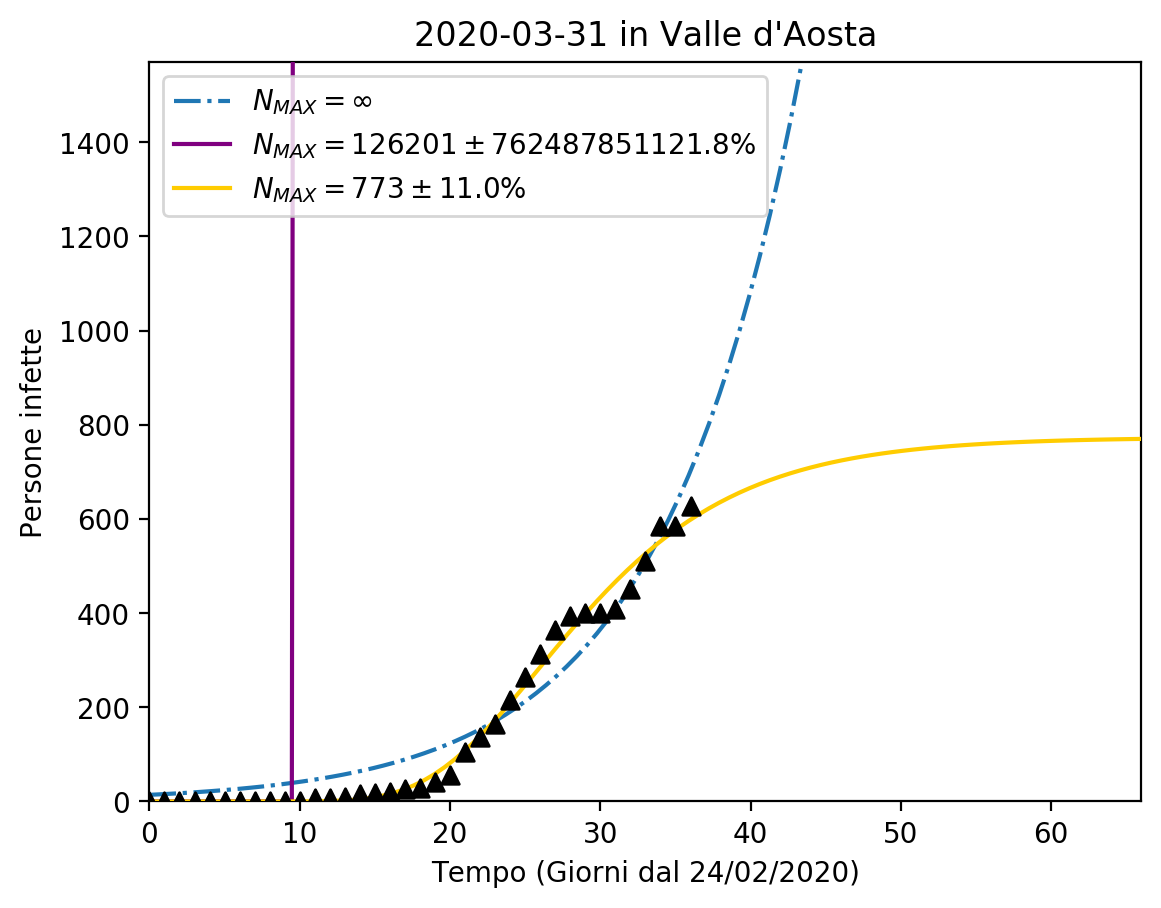 2020-03-31 in Valle d'Aosta
N_MAX = ∞
N_MAX = 126201 ± 762487851121.8%
N_MAX = 773 ± 11.0%
1400
1200
1000
800
600
400
200
0
Persone infette
0 10 20 30 40 50 60
Tempo (Giorni dal 24/02/2020)